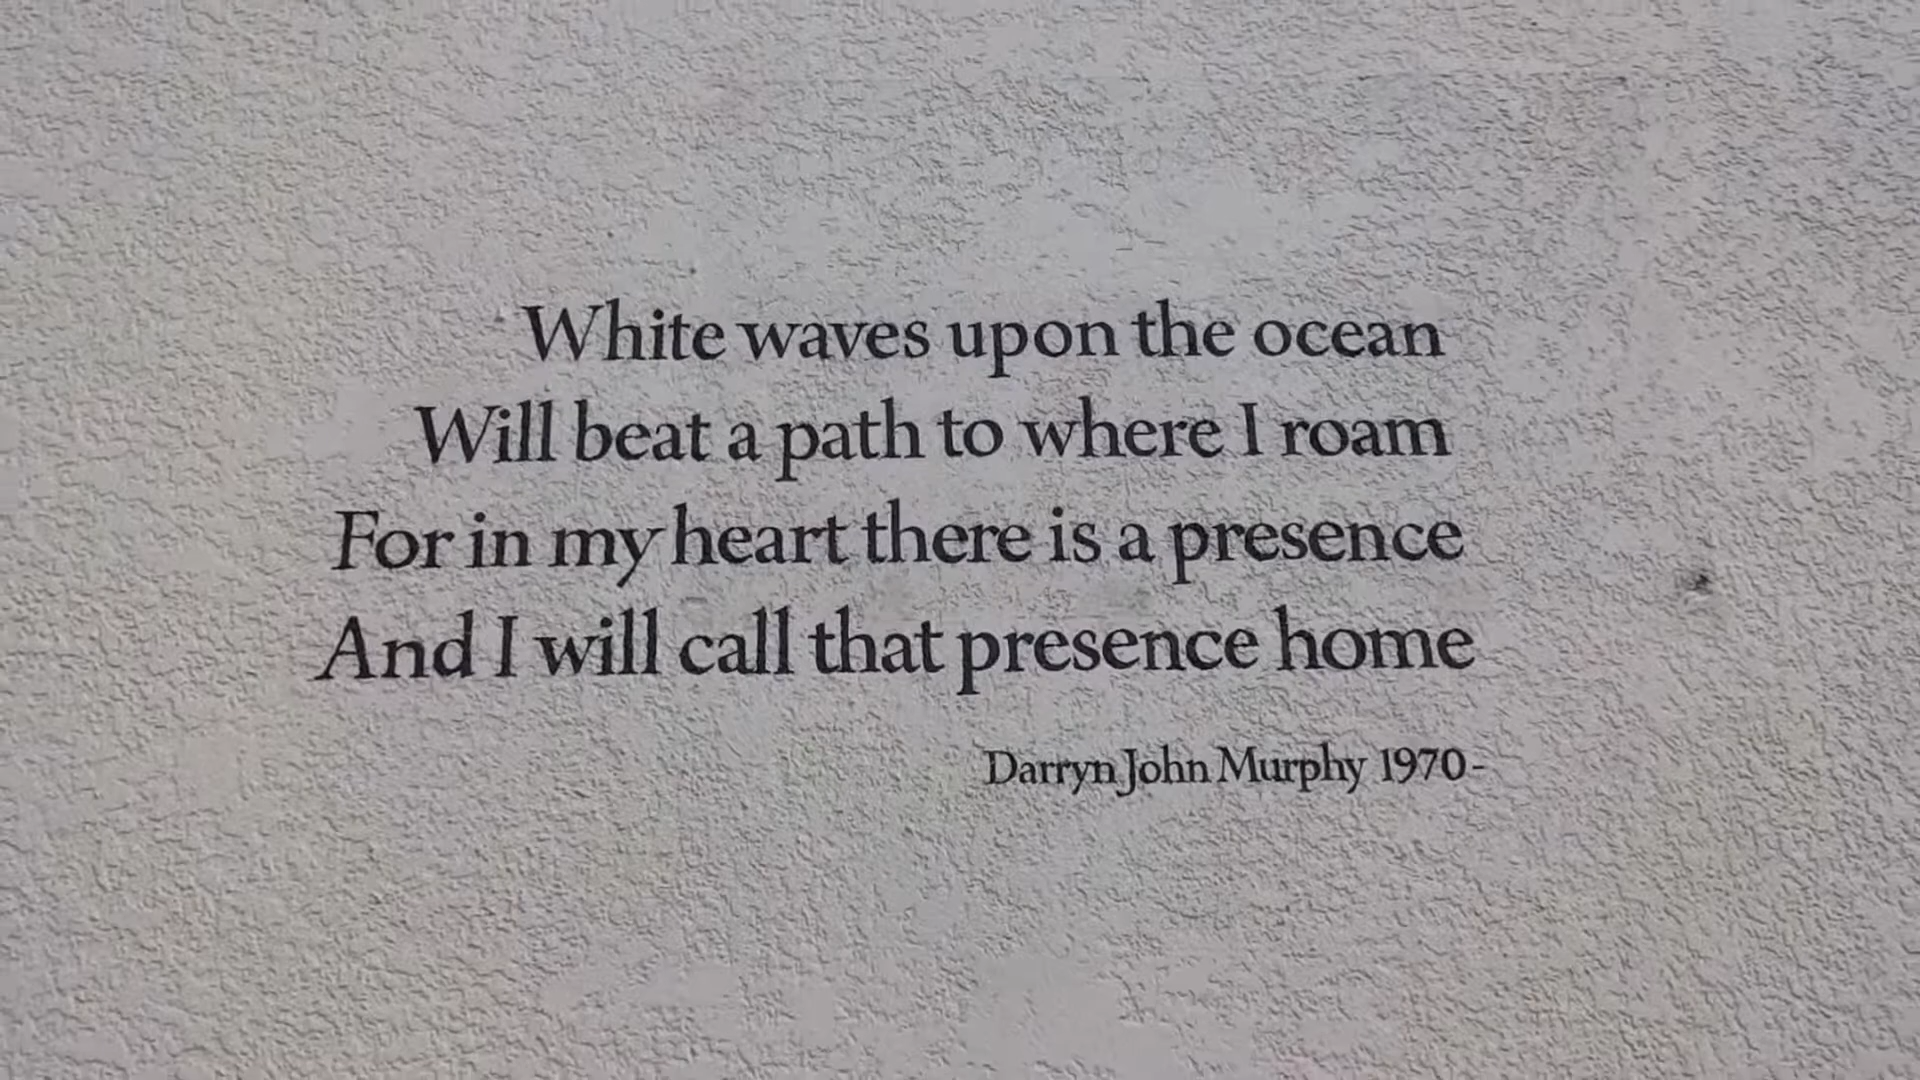 White waves upon the ocean
Will beat a path to where I roam
For in my heart there is a presence
And I will call that presence home
Darryn John Murphy 1970-